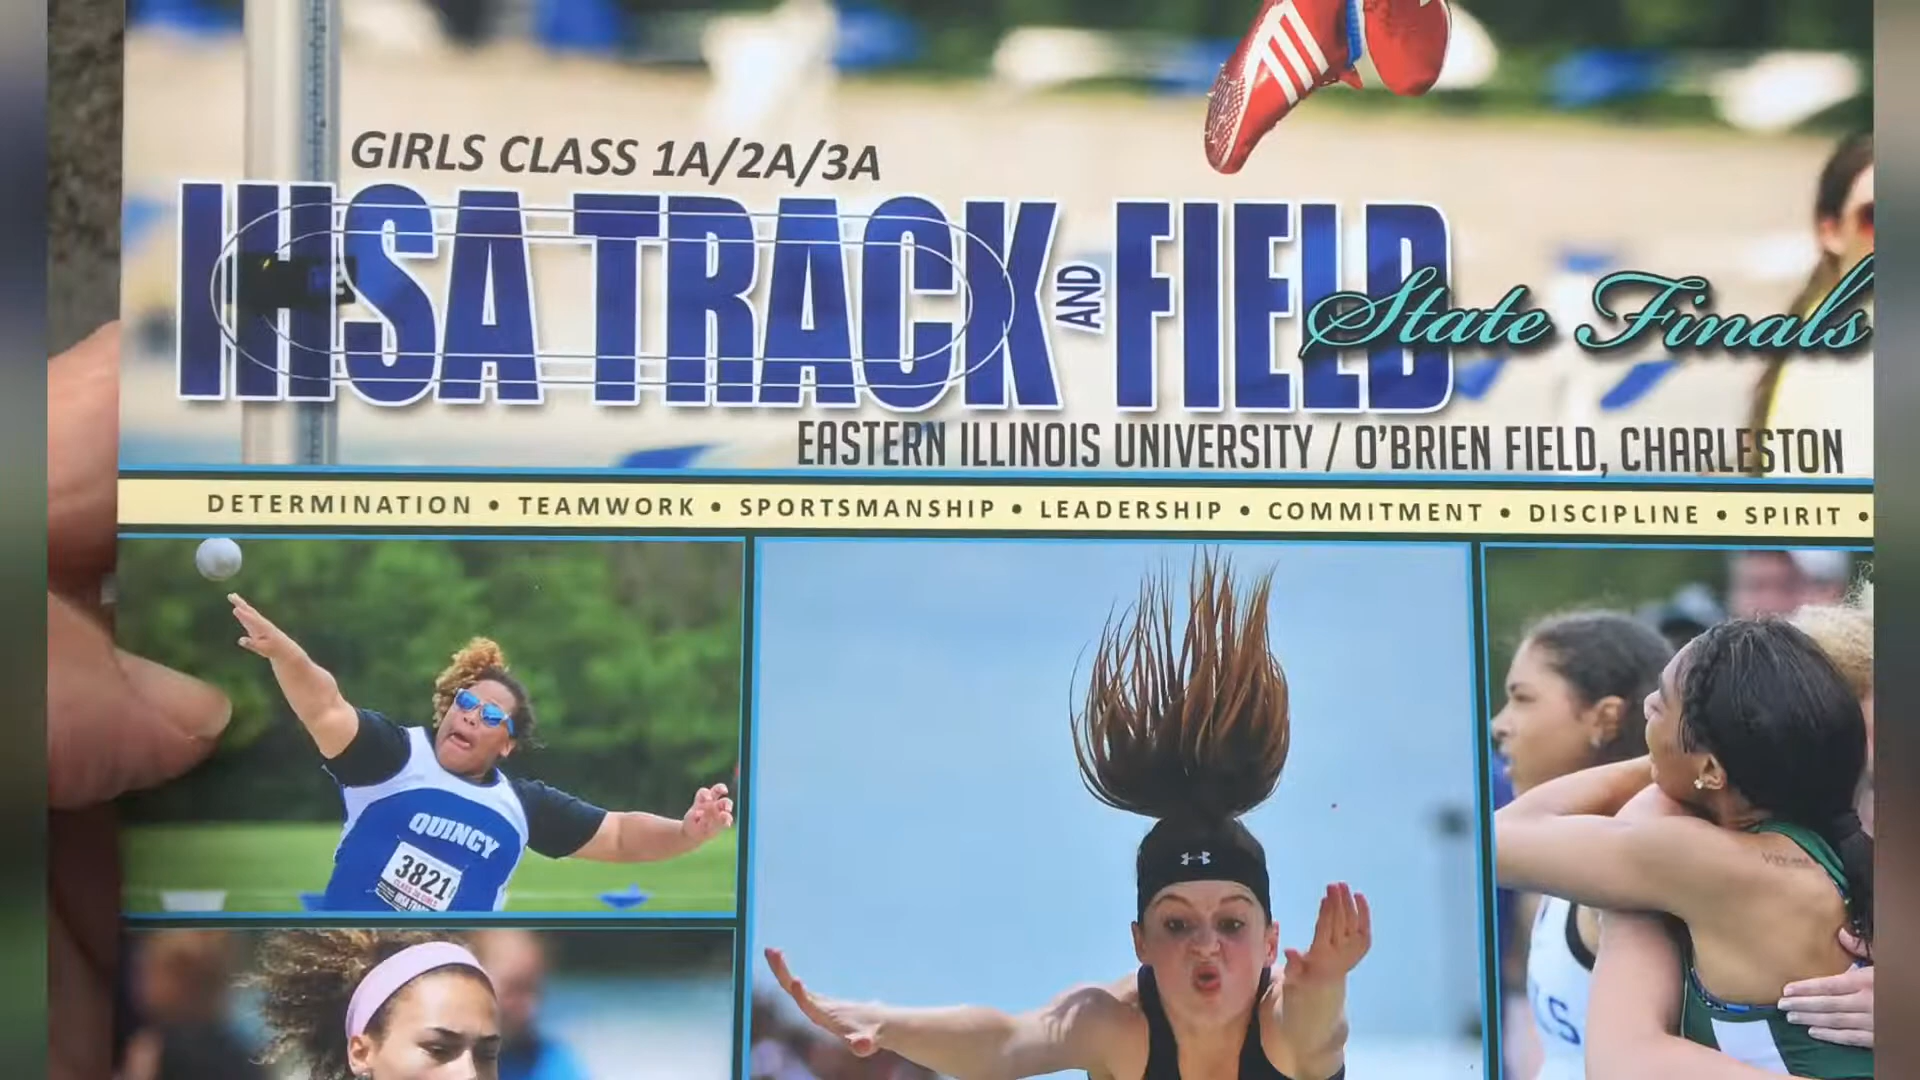 GIRLS CLASS 1A/2A/3A
IHSA TRACK AND FIELD
State Finals
EASTERN ILLINOIS UNIVERSITY / O'BRIEN FIELD, CHARLESTON
DETERMINATION • TEAMWORK • SPORTSMANSHIP • LEADERSHIP • COMMITMENT • DISCIPLINE • SPIRIT •
QUINCY
3821